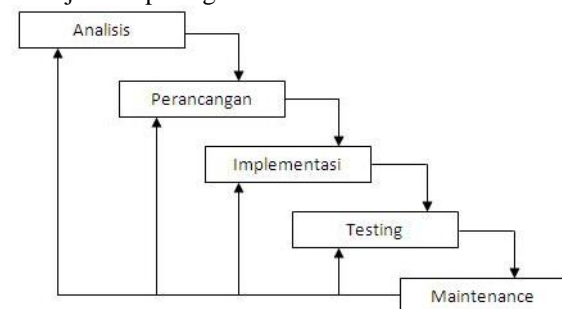 Analisis
Perancangan
Implementasi
Testing
Maintenance